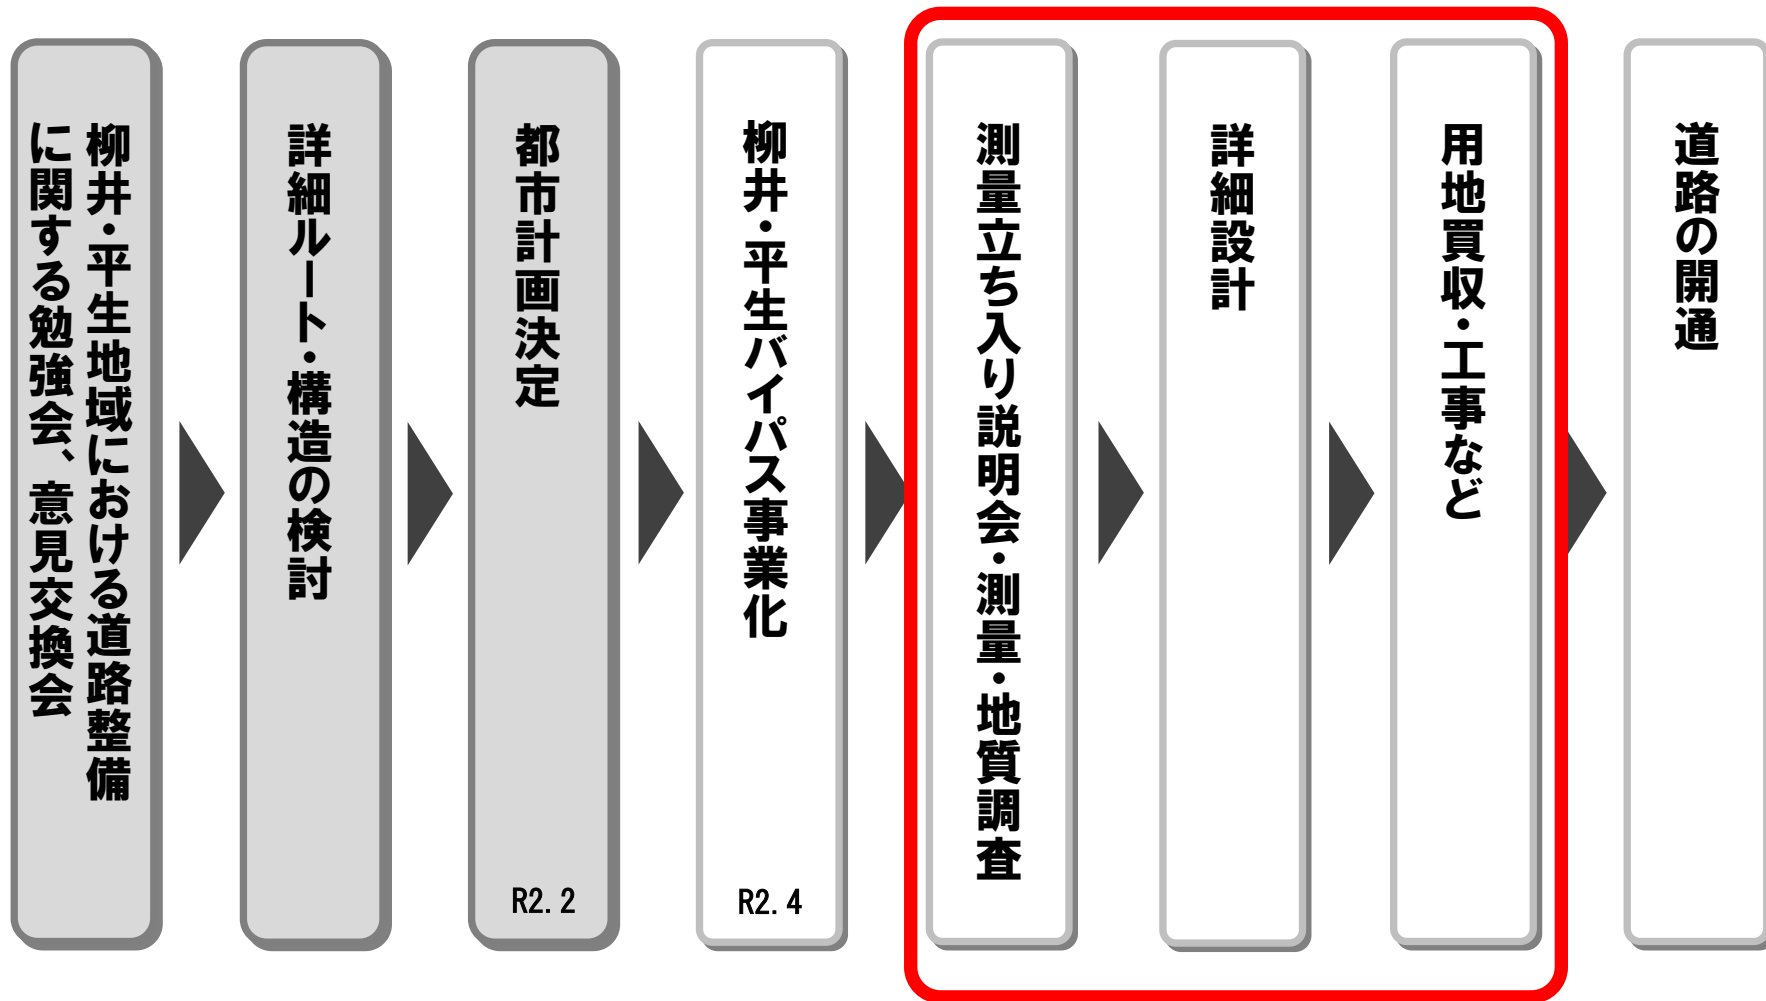 柳井・平生地域における道路整備
に関する勉強会、意見交換会
詳細ルート・構造の検討
都市計画決定
R2.2
柳井・平生バイパス事業化
R2.4
測量立ち入り説明会・測量・地質調査
詳細設計
用地買収・工事など
道路の開通